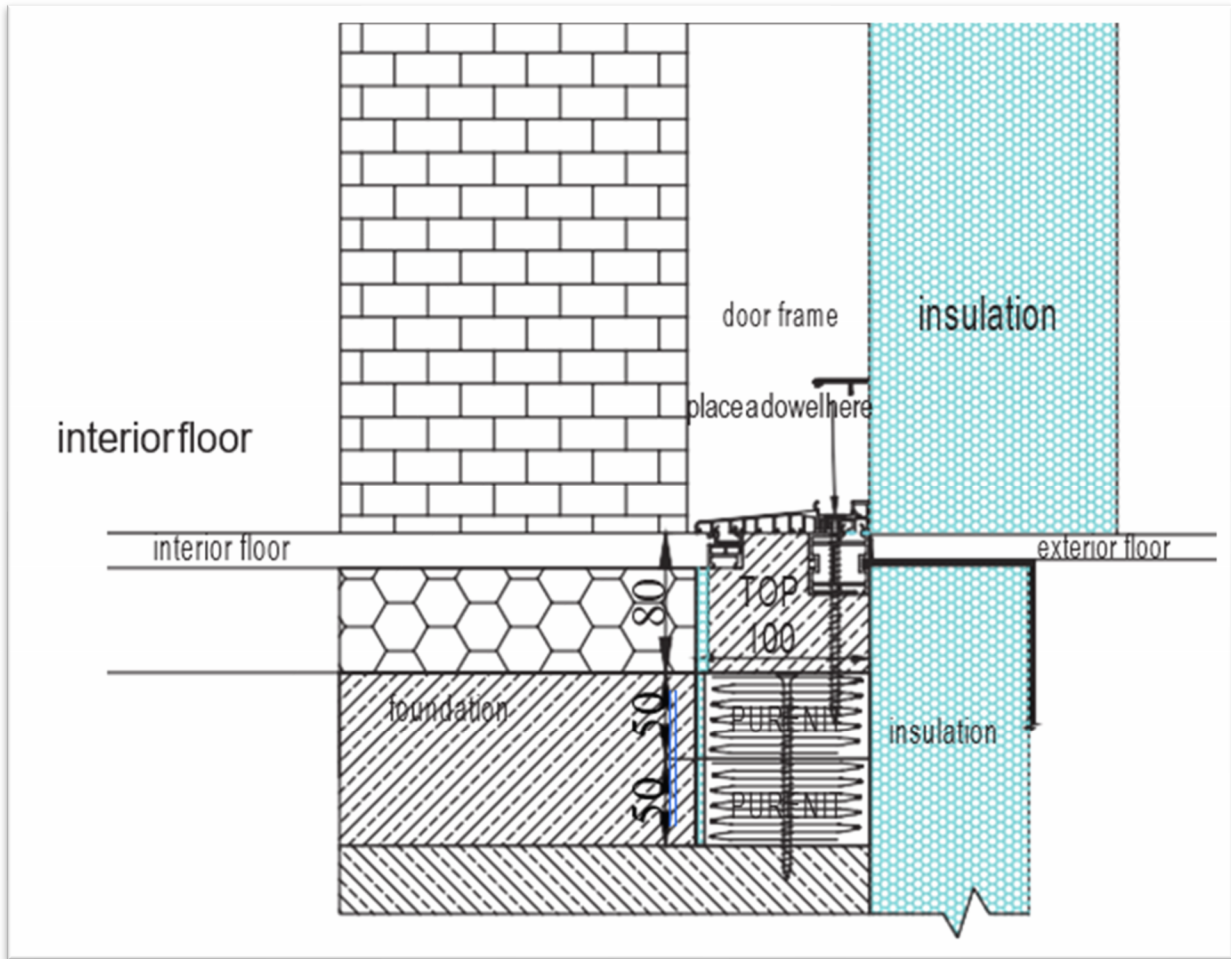 door frame
insulation
placeadowelhere
interiorfloor
interior floor
exterior floor
80
TOP
100
foundation
50
PURENIT
insulation
50
PURENIT